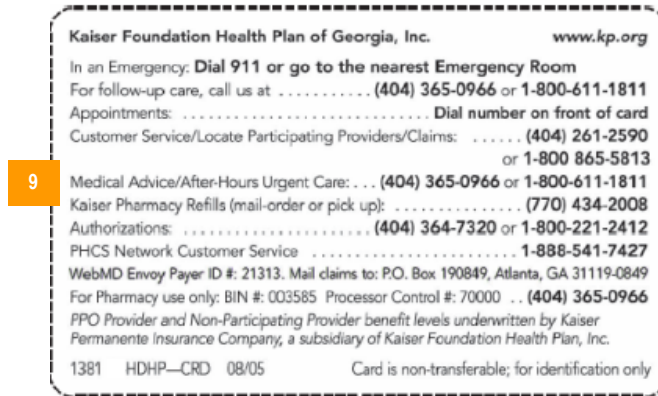 Kaiser Foundation Health Plan of Georgia, Inc. www.kp.org
In an Emergency: Dial 911 or go to the nearest Emergency Room
For follow-up care, call us at ........... (404) 365-0966 or 1-800-611-1811
Appointments: ............................. Dial number on front of card
Customer Service/Locate Participating Providers/Claims: ...... (404) 261-2590
or 1-800 865-5813
9 Medical Advice/After-Hours Urgent Care: ... (404) 365-0966 or 1-800-611-1811
Kaiser Pharmacy Refills (mail-order or pick up): ................ (770) 434-2008
Authorizations: ...................... (404) 364-7320 or 1-800-221-2412
PHCS Network Customer Service ........................ 1-888-541-7427
WebMD Envoy Payer ID #: 21313. Mail claims to: P.O. Box 190849, Atlanta, GA 31119-0849
For Pharmacy use only: BIN #: 003585 Processor Control #: 70000 .. (404) 365-0966
PPO Provider and Non-Participating Provider benefit levels underwritten by Kaiser
Permanente Insurance Company, a subsidiary of Kaiser Foundation Health Plan, Inc.
1381 HDHP—CRD 08/05 Card is non-transferable; for identification only